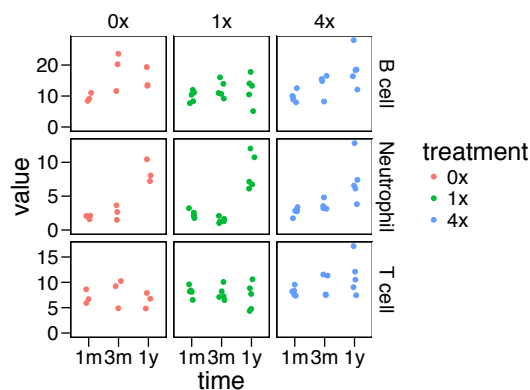 0x 1x 4x
20
10
0
B cell
10
5
0
Neutrophil
15
10
5
0
T cell
1m 3m 1y 1m 3m 1y 1m 3m 1y
time
value
treatment
0x
1x
4x